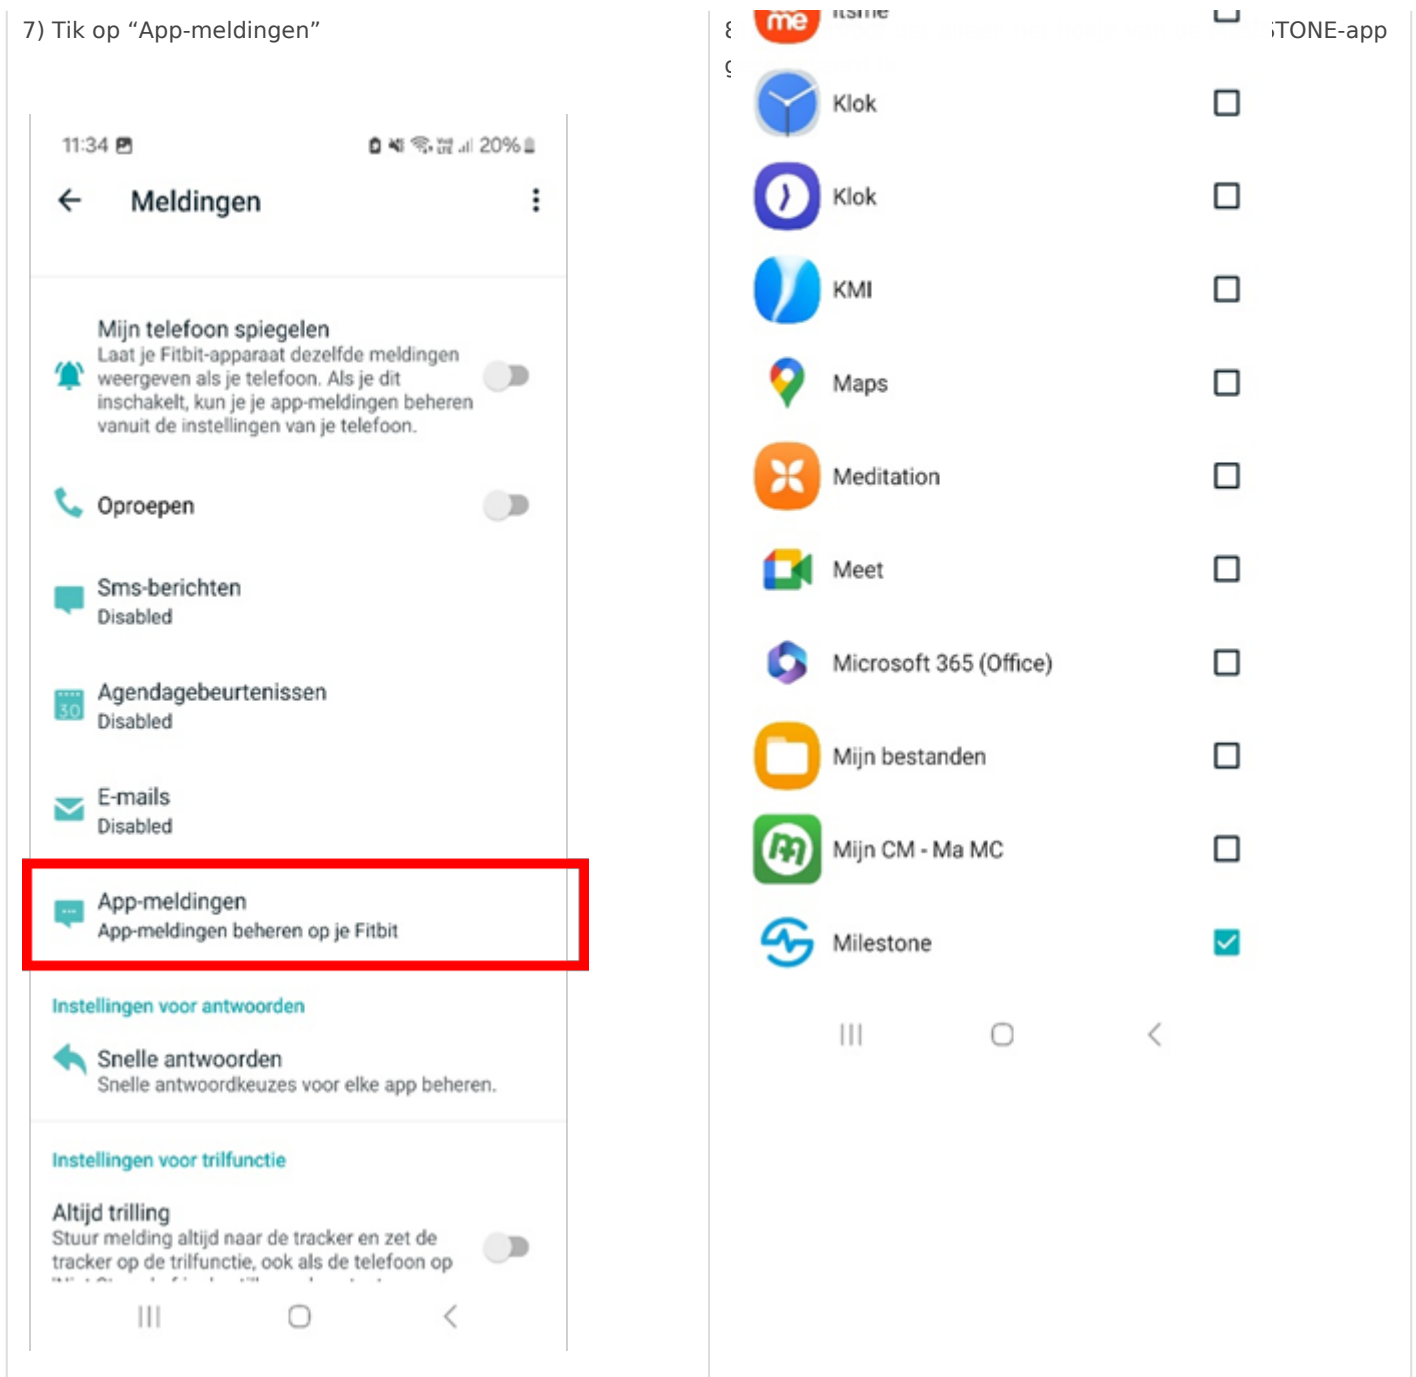 7) Tik op “App-meldingen”
11:34
20%
Meldingen
Mijn telefoon spiegelen
Laat je Fitbit-apparaat dezelfde meldingen
weergeven als je telefoon. Als je dit
inschakelt, kun je je app-meldingen beheren
vanuit de instellingen van je telefoon.
Oproepen
Sms-berichten
Disabled
30
Agendagebeurtenissen
Disabled
E-mails
Disabled
App-meldingen
App-meldingen beheren op je Fitbit
Instellingen voor antwoorden
Snelle antwoorden
Snelle antwoordkeuzes voor elke app beheren.
Instellingen voor trilfunctie
Altijd trilling
Stuur melding altijd naar de tracker en zet de
tracker op de trilfunctie, ook als de telefoon op
STONE-app
me
itsme
Klok
Klok
KMI
Maps
Meditation
Meet
Microsoft 365 (Office)
Mijn bestanden
Mijn CM - Ma MC
Milestone